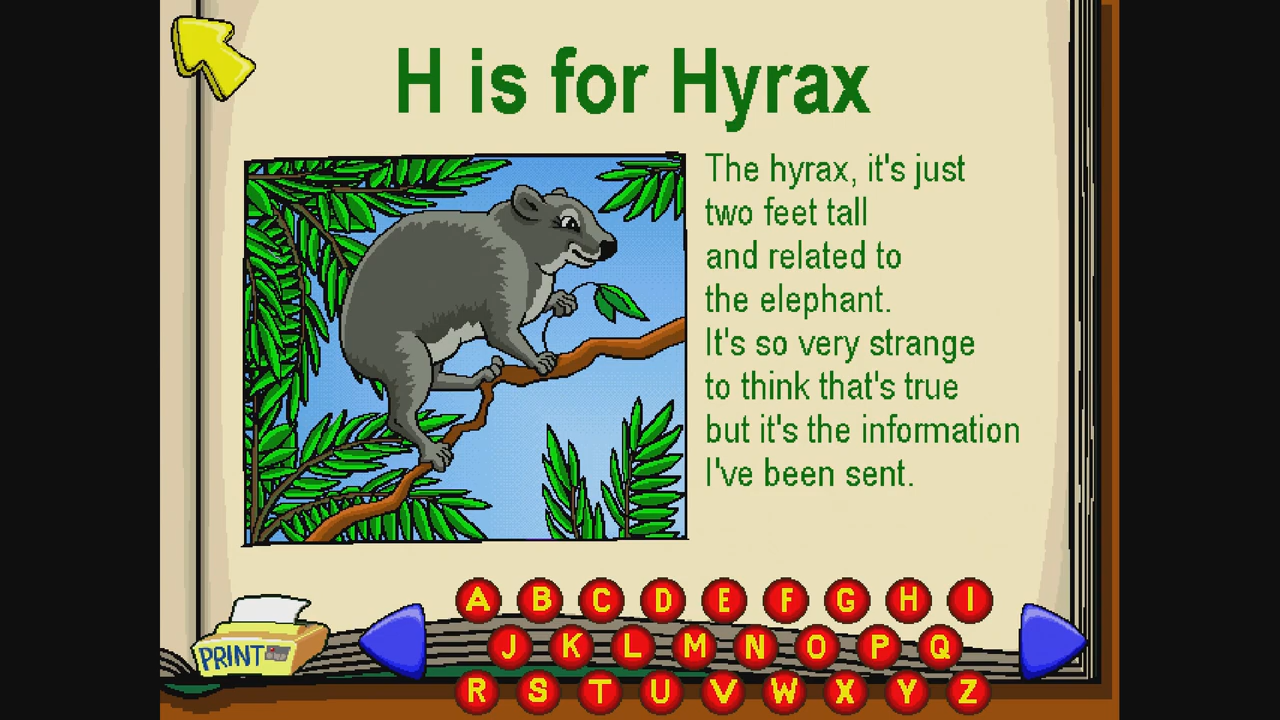 H is for Hyrax
The hyrax, it's just
two feet tall
and related to
the elephant.
It's so very strange
to think that's true
but it's the information
I've been sent.
PRINT
A B C D E F G H I
J K L M N O P Q
R S T U V W X Y Z